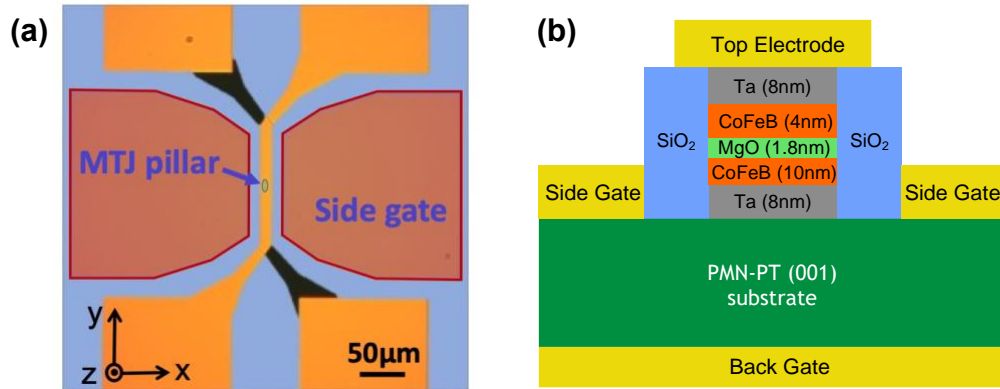 (a)
MTJ pillar
Side gate
y
z
x
50μm
(b)
Top Electrode
Ta (8nm)
CoFeB (4nm)
SiO₂
MgO (1.8nm)
SiO₂
CoFeB (10nm)
Side Gate
Ta (8nm)
Side Gate
PMN-PT (001)
substrate
Back Gate